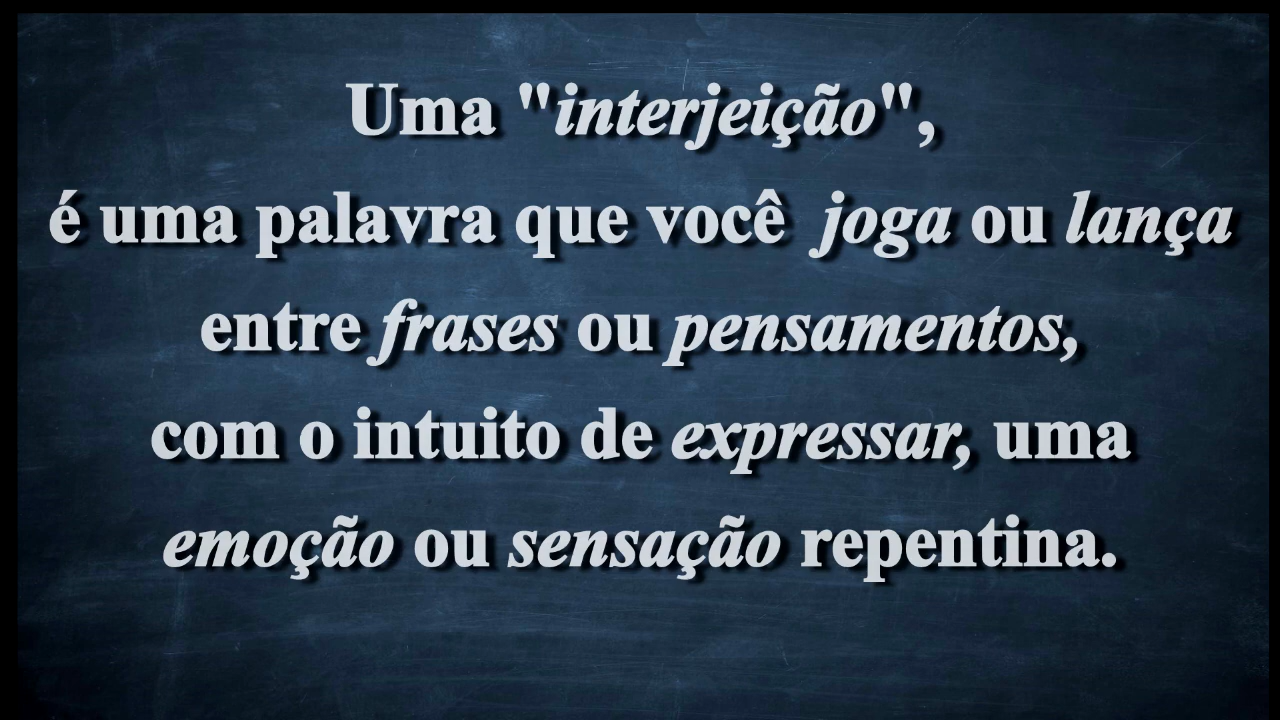 Uma "interjeição",
é uma palavra que você joga ou lança
entre frases ou pensamentos,
com o intuito de expressar, uma
emoção ou sensação repentina.